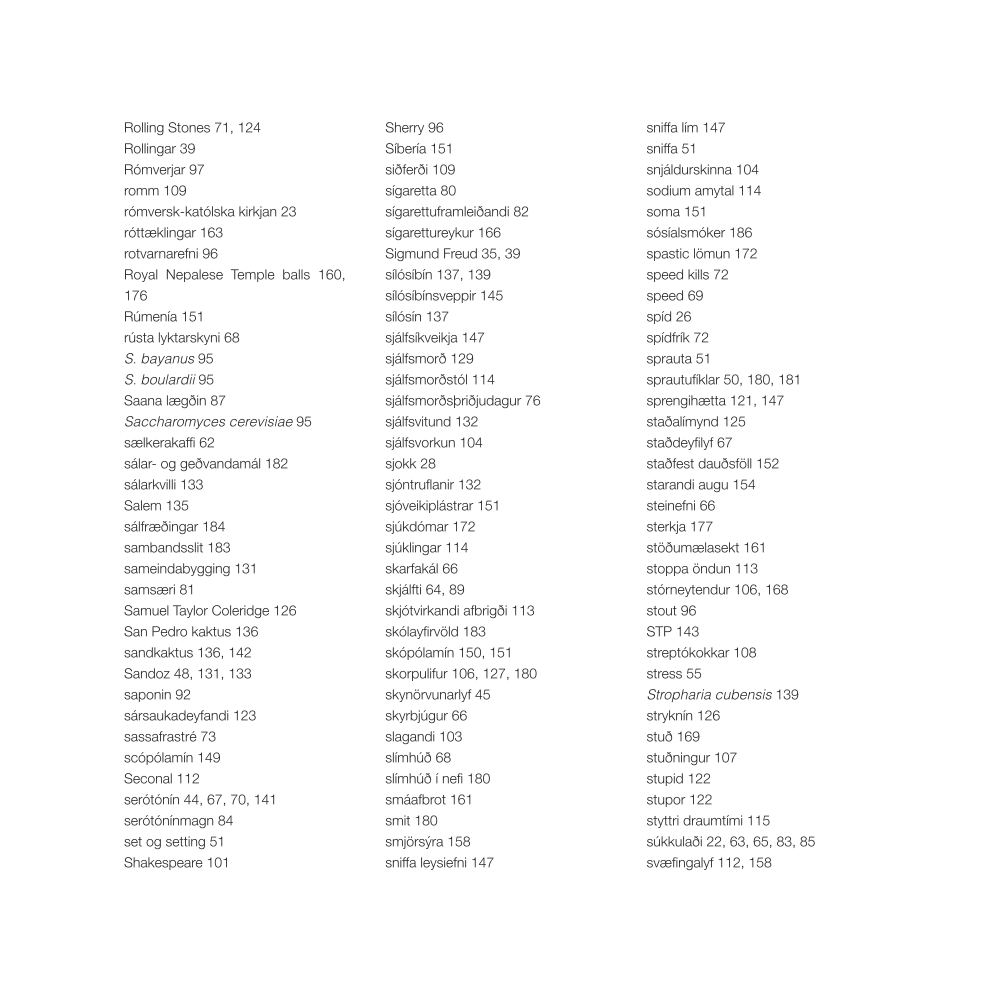 Rolling Stones 71, 124
Rollingar 39
Rómverjar 97
romm 109
rómversk-katólska kirkjan 23
róttæklingar 163
rotvarnarefni 96
Royal Nepalese Temple balls 160,
176
Rúmenía 151
rústa lyktarskyni 68
S. bayanus 95
S. boulardii 95
Saana lægðin 87
Saccharomyces cerevisiae 95
sælkerakaffi 62
sálar- og geðvandamál 182
sálarkvilli 133
Salem 135
sálfræðingar 184
sambandsslit 183
sameindabygging 131
samsæri 81
Samuel Taylor Coleridge 126
San Pedro kaktus 136
sandkaktus 136, 142
Sandoz 48, 131, 133
saponin 92
sársaukadeyfandi 123
sassafrastré 73
scópólamín 149
Seconal 112
serótónín 44, 67, 70, 141
serótónínmagn 84
set og setting 51
Shakespeare 101
Sherry 96
Síbería 151
siðferði 109
sígaretta 80
sígarettuframleiðandi 82
sígarettureykur 166
Sigmund Freud 35, 39
sílósíbín 137, 139
sílósíbínsveppir 145
sílósín 137
sjálfsíkveikja 147
sjálfsmorð 129
sjálfsmorðstól 114
sjálfsmorðsþriðjudagur 76
sjálfsvitund 132
sjálfsvorkun 104
sjokk 28
sjóntruflanir 132
sjóveikiplástrar 151
sjúkdómar 172
sjúklingar 114
skarfakál 66
skjálfti 64, 89
skjótvirkandi afbrigði 113
skólayfirvöld 183
skópólamín 150, 151
skorpulifur 106, 127, 180
skynörvunarlyf 45
skyrbjúgur 66
slagandi 103
slímhúð 68
slímhúð í nefi 180
smáafbrot 161
smit 180
smjörsýra 158
sniffa leysiefni 147
sniffa lím 147
sniffa 51
snjáldurskinna 104
sodium amytal 114
soma 151
sósíalsmóker 186
spastic lömun 172
speed kills 72
speed 69
spíd 26
spídfrík 72
sprauta 51
sprautufíklar 50, 180, 181
sprengihætta 121, 147
staðalímynd 125
staðdeyfilyf 67
staðfest dauðsföll 152
starandi augu 154
steinefni 66
sterkja 177
stöðumælasekt 161
stoppa öndun 113
stórneytendur 106, 168
stout 96
STP 143
streptókokkar 108
stress 55
Stropharia cubensis 139
stryknín 126
stuð 169
stuðningur 107
stupid 122
stupor 122
styttri draumtími 115
súkkulaði 22, 63, 65, 83, 85
svæfingalyf 112, 158